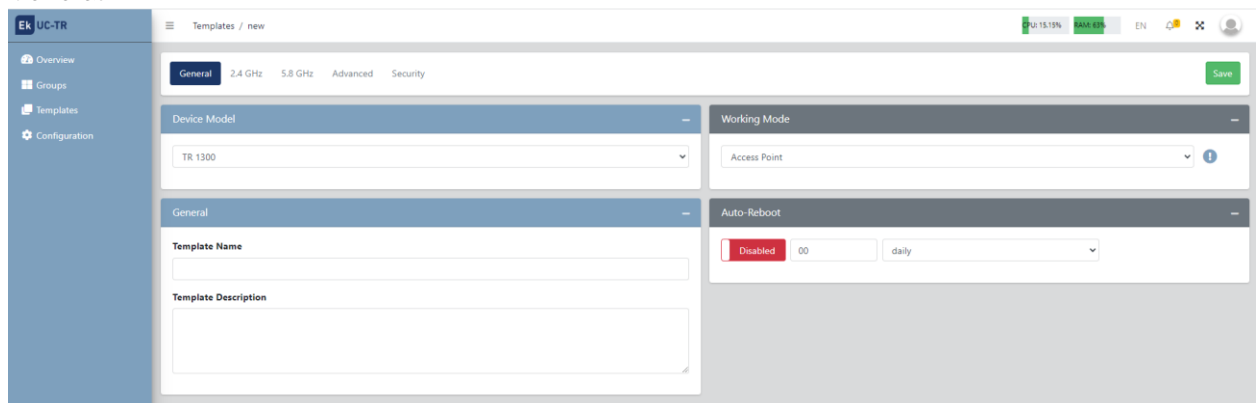 Ek UC-TR
Templates / new
CPU: 15.15%
RAM: 63%
EN
Overview
Groups
Templates
Configuration
General 2.4 GHz 5.8 GHz Advanced Security
Save
Device Model
TR 1300
Working Mode
Access Point
General
Template Name
Template Description
Auto-Reboot
Disabled 00 daily